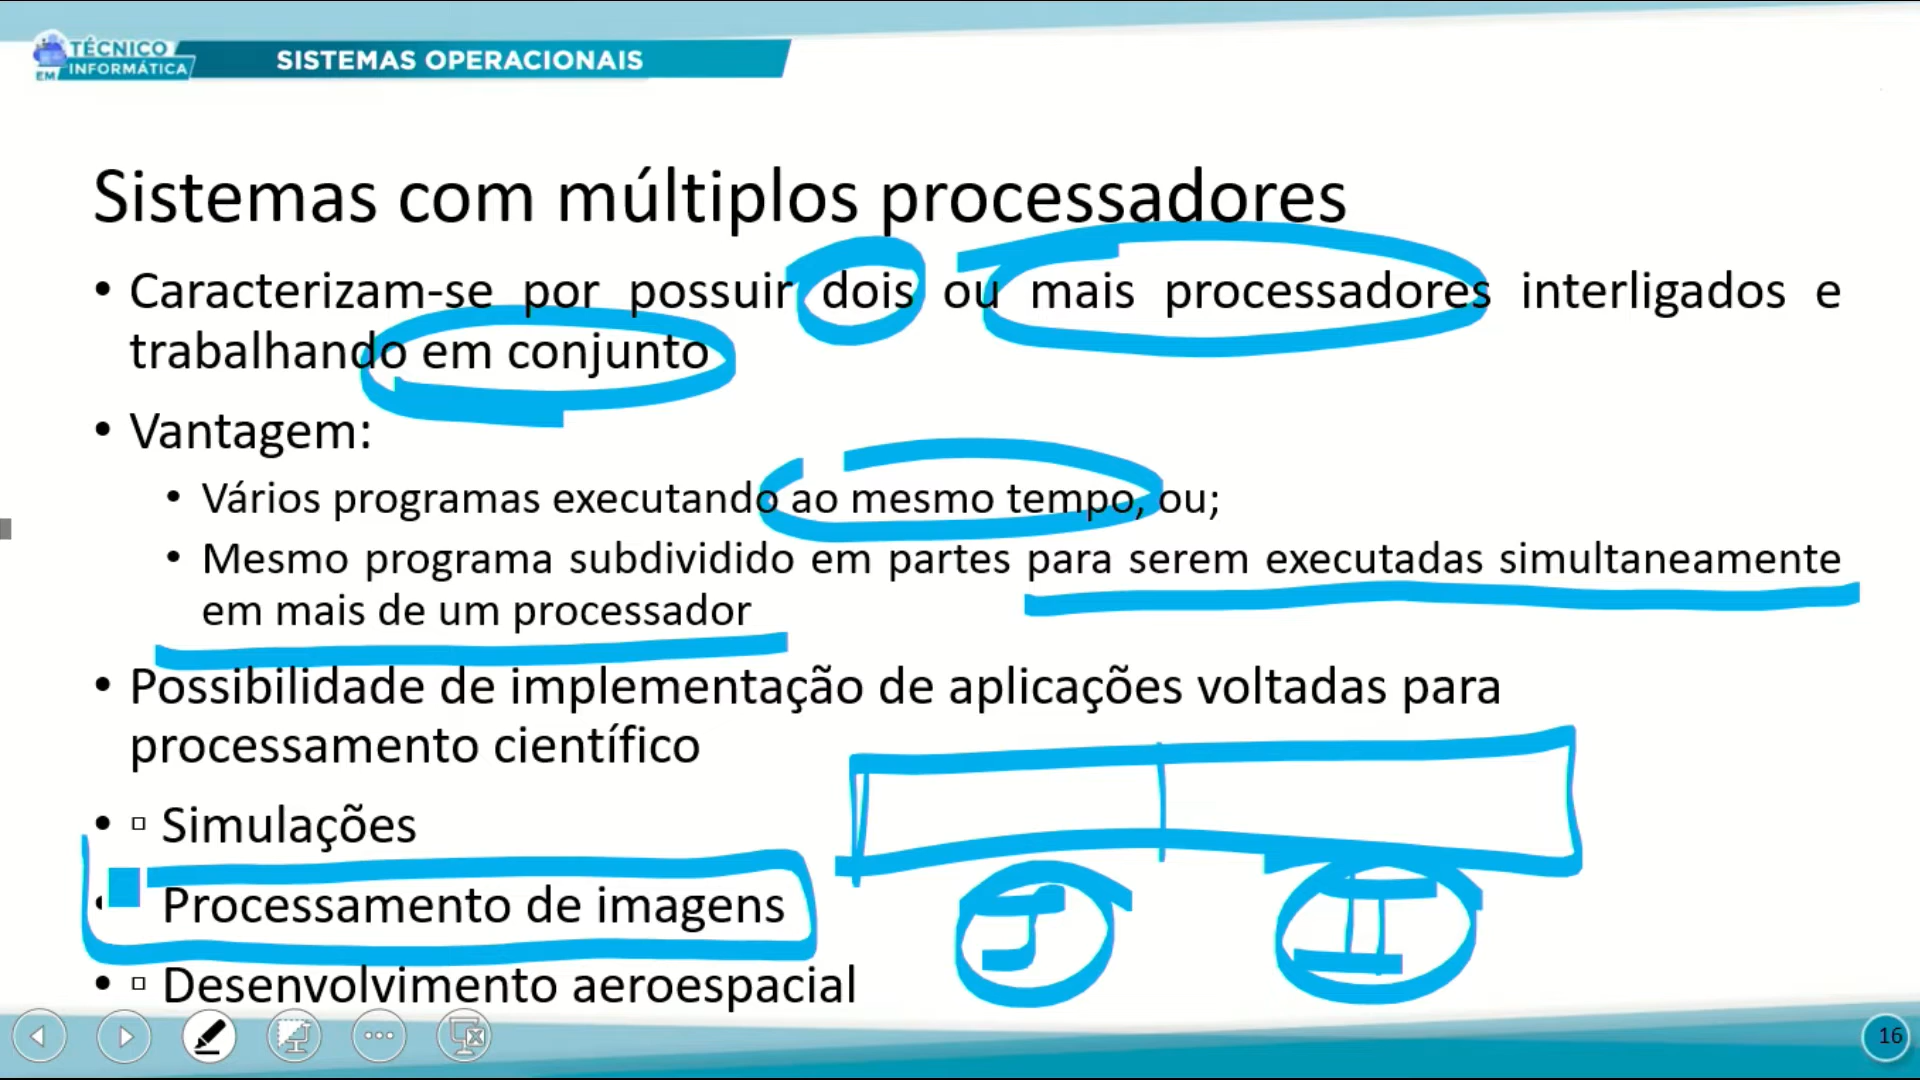 TÉCNICO
EM INFORMÁTICA
SISTEMAS OPERACIONAIS
Sistemas com múltiplos processadores
• Caracterizam-se por possuir dois ou mais processadores interligados e
trabalhando em conjunto
• Vantagem:
• Vários programas executando ao mesmo tempo, ou;
• Mesmo programa subdividido em partes para serem executadas simultaneamente
em mais de um processador
• Possibilidade de implementação de aplicações voltadas para
processamento científico
• ▫ Simulações
• Processamento de imagens
• ▫ Desenvolvimento aeroespacial
I II
16